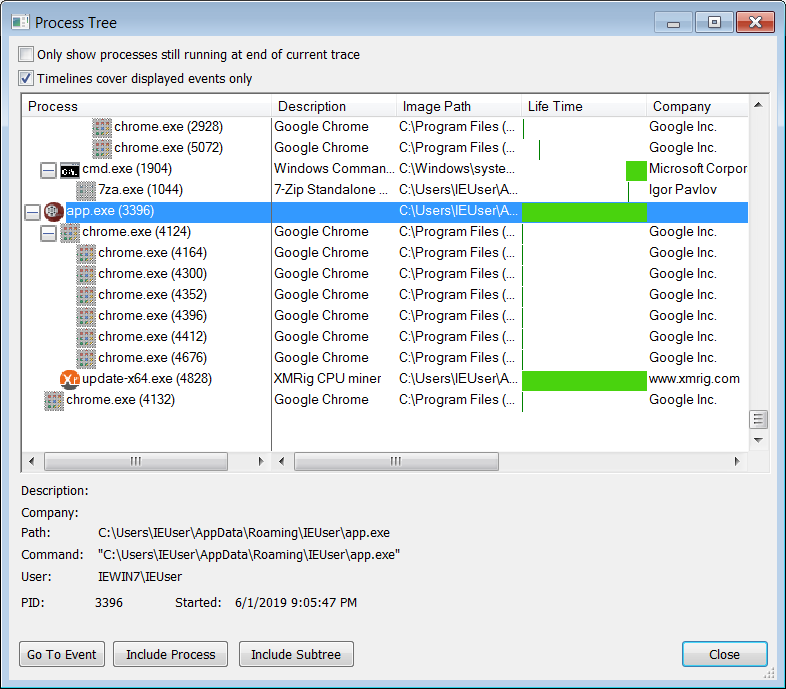 Process Tree
Only show processes still running at end of current trace
Timelines cover displayed events only
Process Description Image Path Life Time Company
chrome.exe (2928) Google Chrome C:\Program Files (... Google Inc.
chrome.exe (5072) Google Chrome C:\Program Files (... Google Inc.
cmd.exe (1904) Windows Comman... C:\Windows\syste... Microsoft Corpor
7za.exe (1044) 7-Zip Standalone ... C:\Users\IEUser\A... Igor Pavlov
app.exe (3396) C:\Users\IEUser\A...
chrome.exe (4124) Google Chrome C:\Program Files (... Google Inc.
chrome.exe (4164) Google Chrome C:\Program Files (... Google Inc.
chrome.exe (4300) Google Chrome C:\Program Files (... Google Inc.
chrome.exe (4352) Google Chrome C:\Program Files (... Google Inc.
chrome.exe (4396) Google Chrome C:\Program Files (... Google Inc.
chrome.exe (4412) Google Chrome C:\Program Files (... Google Inc.
chrome.exe (4676) Google Chrome C:\Program Files (... Google Inc.
update-x64.exe (4828) XMRig CPU miner C:\Users\IEUser\A... www.xmrig.com
chrome.exe (4132) Google Chrome C:\Program Files (... Google Inc.
Description:
Company:
Path: C:\Users\IEUser\AppData\Roaming\IEUser\app.exe
Command: "C:\Users\IEUser\AppData\Roaming\IEUser\app.exe"
User: IEWIN7\IEUser
PID: 3396 Started: 6/1/2019 9:05:47 PM
Go To Event Include Process Include Subtree Close